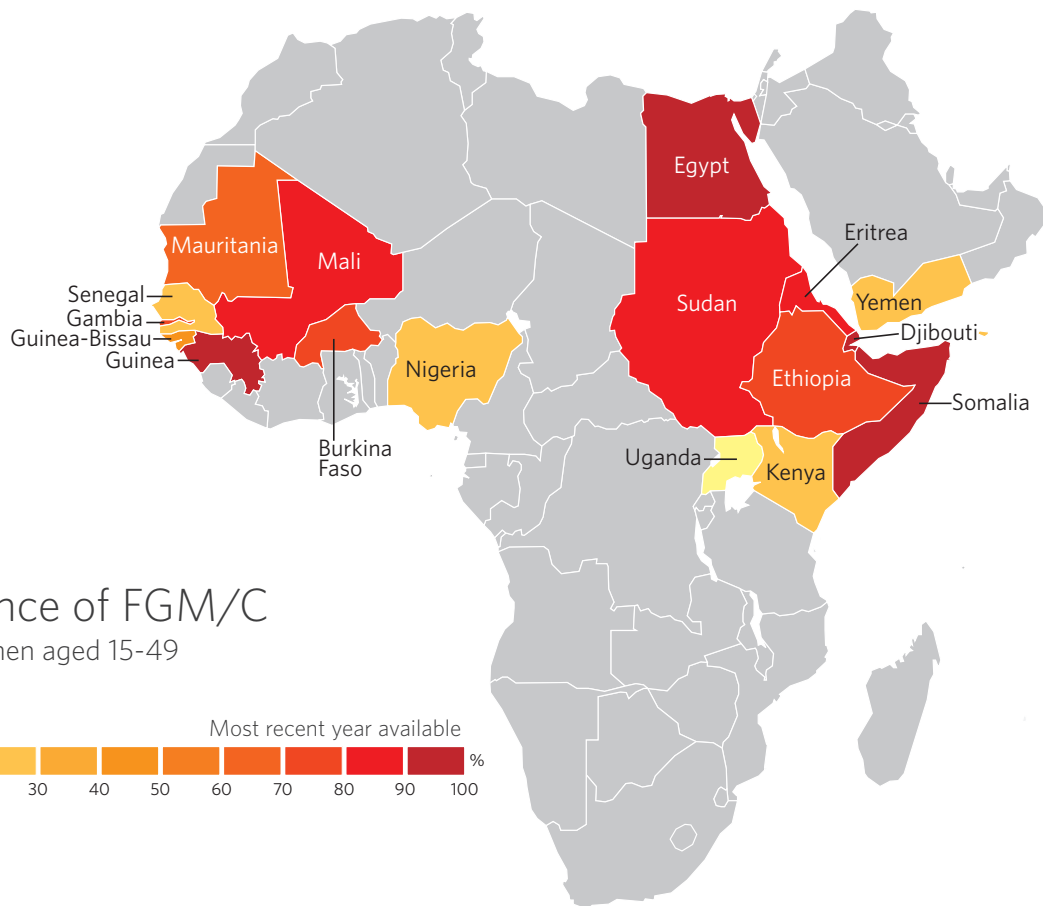 Egypt
Eritrea
Mauritania
Mali
Senegal
Sudan
Yemen
Gambia
Djibouti
Guinea-Bissau
Guinea
Nigeria
Ethiopia
Somalia
Burkina
Faso
Uganda
Kenya
nce of FGM/C
men aged 15-49
Most recent year available
%
30 40 50 60 70 80 90 100